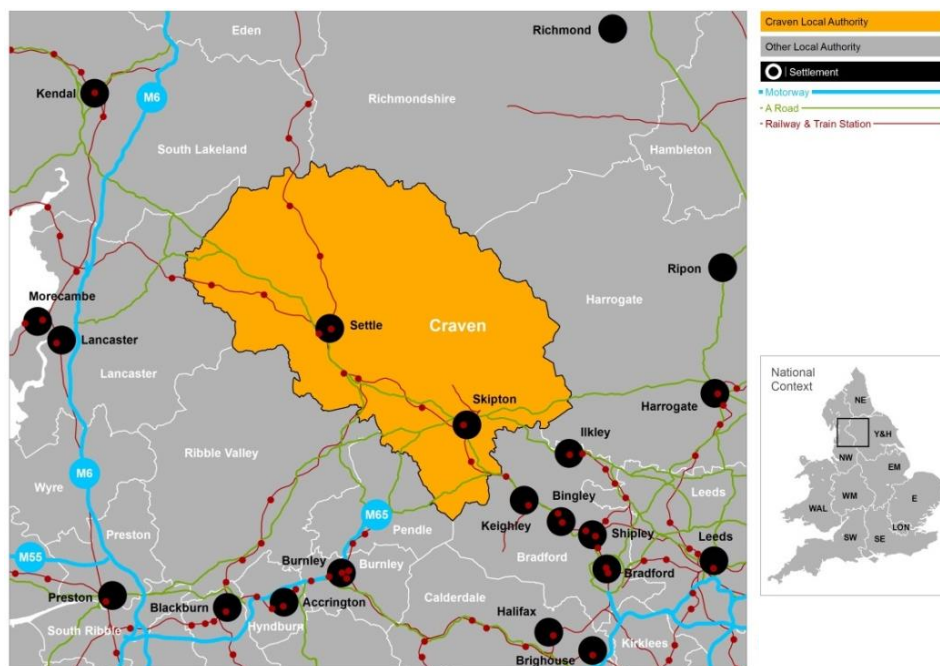 Eden
Richmond
Craven Local Authority
Other Local Authority
Settlement
Motorway
A Road
Railway & Train Station
Kendal
M6
Richmondshire
South Lakeland
Hambleton
Ripon
Morecambe
Harrogate
Settle
Craven
Lancaster
Lancaster
National
Context
NE
Y&H
NW
EM
WM
E
WAL
LON
SW
SE
Skipton
Harrogate
Ribble Valley
Ilkley
M6
Wyre
Leeds
M65
Bingley
Preston
Pendle
Keighley
Shipley
Leeds
M55
Burnley
Burnley
Bradford
Bradford
Preston
Blackburn
Accrington
Calderdale
Halifax
South Ribble
Hyndburn
Kirklees
Brighouse